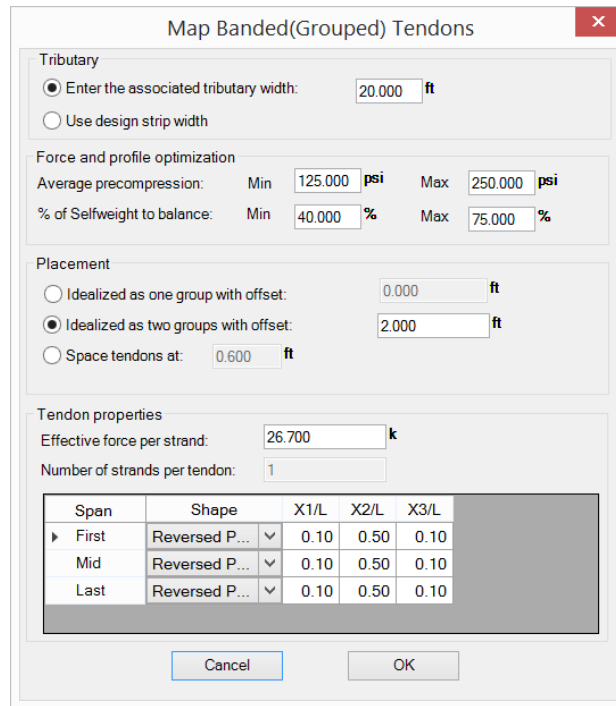 Map Banded(Grouped) Tendons
Tributary
Enter the associated tributary width: 20.000 ft
Use design strip width
Force and profile optimization
Average precompression: Min 125.000 psi Max 250.000 psi
% of Selfweight to balance: Min 40.000 % Max 75.000 %
Placement
Idealized as one group with offset: 0.000 ft
Idealized as two groups with offset: 2.000 ft
Space tendons at: 0.600 ft
Tendon properties
Effective force per strand: 26.700 k
Number of strands per tendon: 1
Span Shape X1/L X2/L X3/L
First Reversed P... 0.10 0.50 0.10
Mid Reversed P... 0.10 0.50 0.10
Last Reversed P... 0.10 0.50 0.10
Cancel OK